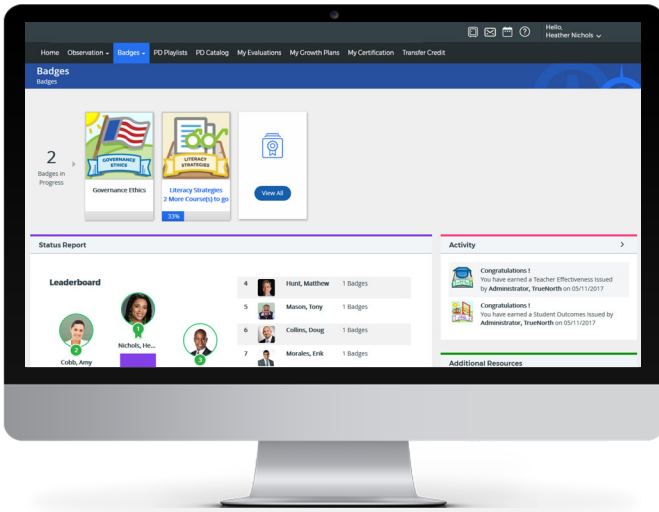 Hello,
Heather Nichols
Home Observation Badges PD Playlists PD Catalog My Evaluations My Growth Plans My Certification Transfer Credit
Badges
Badges
2
Badges in
Progress
GOVERNANCE
ETHICS
Governance Ethics
LITERACY
STRATEGIES
Literacy Strategies
2 More Course(s) to go
33%
View All
Status Report
Leaderboard
1
Nichols, He...
2
Cobb, Amy
3
4 Hunt, Matthew 1 Badges
5 Mason, Tony 1 Badges
6 Collins, Doug 1 Badges
7 Morales, Erik 1 Badges
Activity
Congratulations !
You have earned a Teacher Effectiveness issued
by Administrator, TrueNorth on 05/11/2017
Congratulations !
You have earned a Student Outcomes issued by
Administrator, TrueNorth on 05/11/2017
Additional Resources